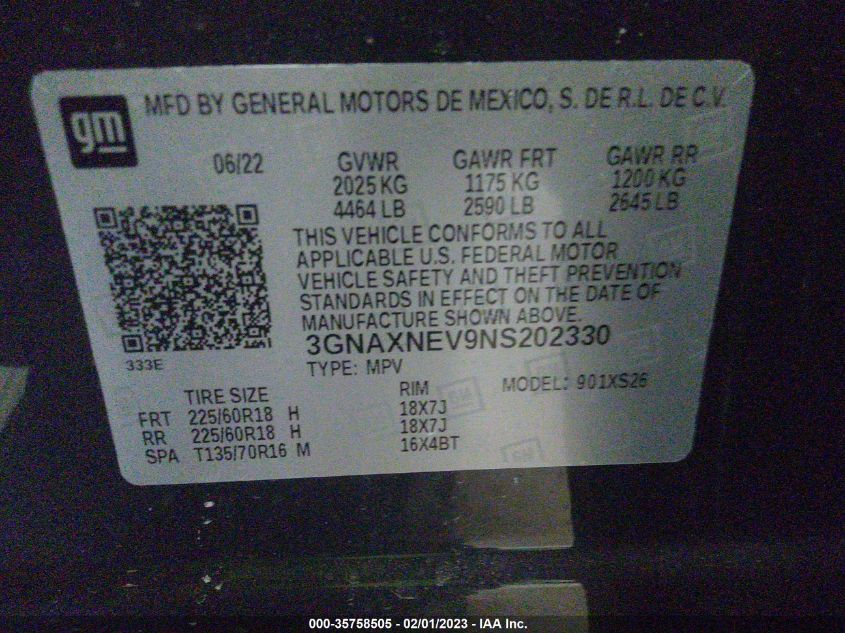 gm
MFD BY GENERAL MOTORS DE MEXICO, S. DE R.L. DE C.V.
06/22 GVWR GAWR FRT GAWR RR
2025 KG 1175 KG 1200 KG
4464 LB 2590 LB 2645 LB
THIS VEHICLE CONFORMS TO ALL
APPLICABLE U.S. FEDERAL MOTOR
VEHICLE SAFETY AND THEFT PREVENTION
STANDARDS IN EFFECT ON THE DATE OF
MANUFACTURE SHOWN ABOVE.
3GNAXNEV9NS202330
333E
TYPE: MPV
MODEL: 901XS26
TIRE SIZE RIM
FRT 225/60R18 H 18X7J
RR 225/60R18 H 18X7J
SPA T135/70R16 M 16X4BT
GM
GM
000-35758505 - 02/01/2023 - IAA Inc.